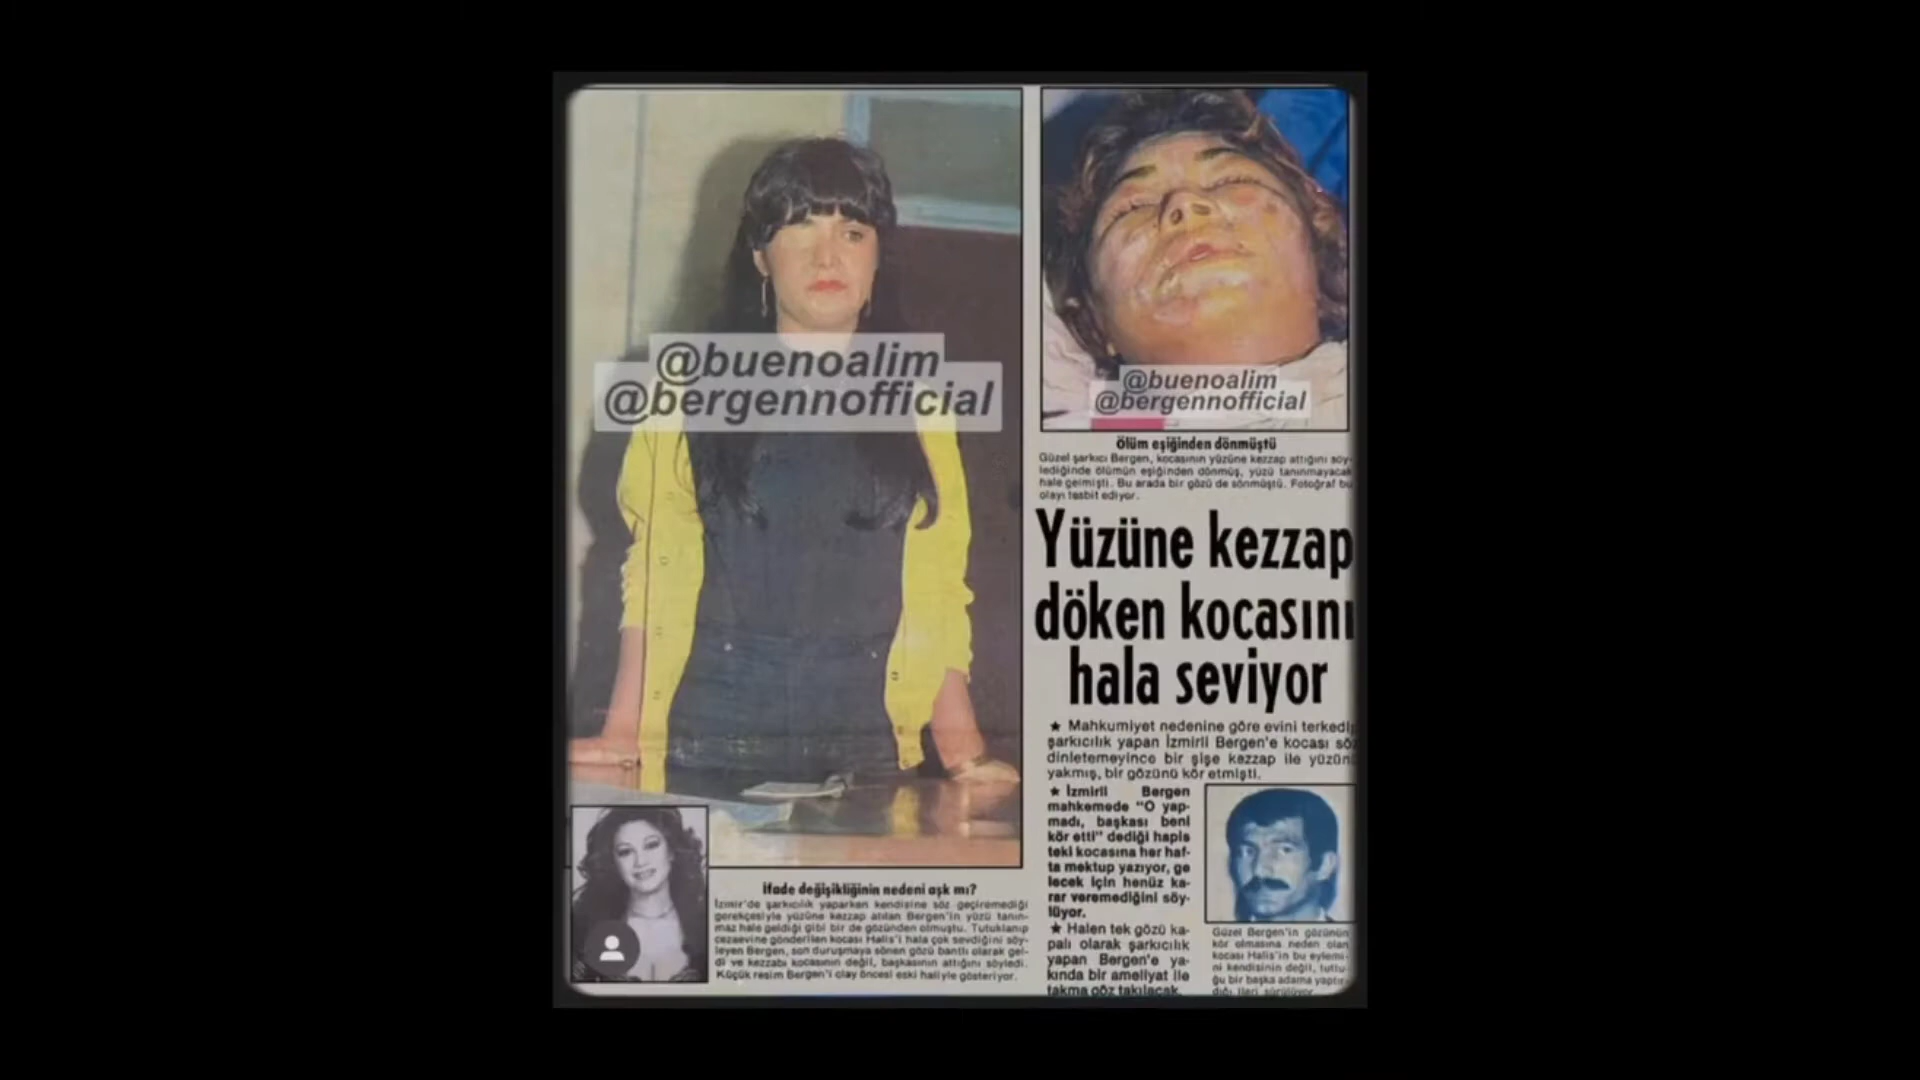 @buenoalim
@bergennofficial
@buenoalim
@bergennofficial
Ölüm eşiğinden dönmüştü
Güzel şarkıcı Bergen, kocasının yüzüne kezzap attığını söy-
lediğinde ölümün eşiğinden dönmüş, yüzü tanınmayacak
hale gelmişti. Bu arada bir gözü de sönmüştü. Fotoğraf bu
olayı tesbit ediyor.
Yüzüne kezzap
döken kocasını
hala seviyor
★ Mahkumiyet nedenine göre evini terkedip
şarkıcılık yapan İzmirli Bergen'e kocası söz
dinletemeyince bir şişe kezzap ile yüzünü
yakmış, bir gözünü kör etmişti.
★ İzmirli Bergen
mahkemede "O yap-
madı, başkası beni
kör etti" dediği hapis
teki kocasına her haf-
ta mektup yazıyor, ge
lecek için henüz ka-
rar veremediğini söy-
lüyor.
★ Halen tek gözü ka-
palı olarak şarkıcılık
yapan Bergen'e ya-
kında bir ameliyat ile
takma göz takılacak.
Güzel Bergen'in gözünün
kör olmasına neden olan
kocası Halis'in bu eylemi-
ni kendisinin değil, tuttu-
ğu bir başka adama yaptır-
dığı ileri sürülüyor
İfade değişikliğinin nedeni aşk mı?
İzmir'de şarkıcılık yaparken kendisine söz geçiremediği
gerekçesiyle yüzüne kezzap atılan Bergen'in yüzü tanın-
maz hale geldiği gibi bir de gözünden olmuştu. Tutuklanıp
cezaevine gönderilen kocası Halis'i hala çok sevdiğini söy-
leyen Bergen, son duruşmaya sönen gözü bantlı olarak gel-
di ve kezzabı kocasının değil, başkasının attığını söyledi.
Küçük resim Bergen'i olay öncesi eski haliyle gösteriyor.